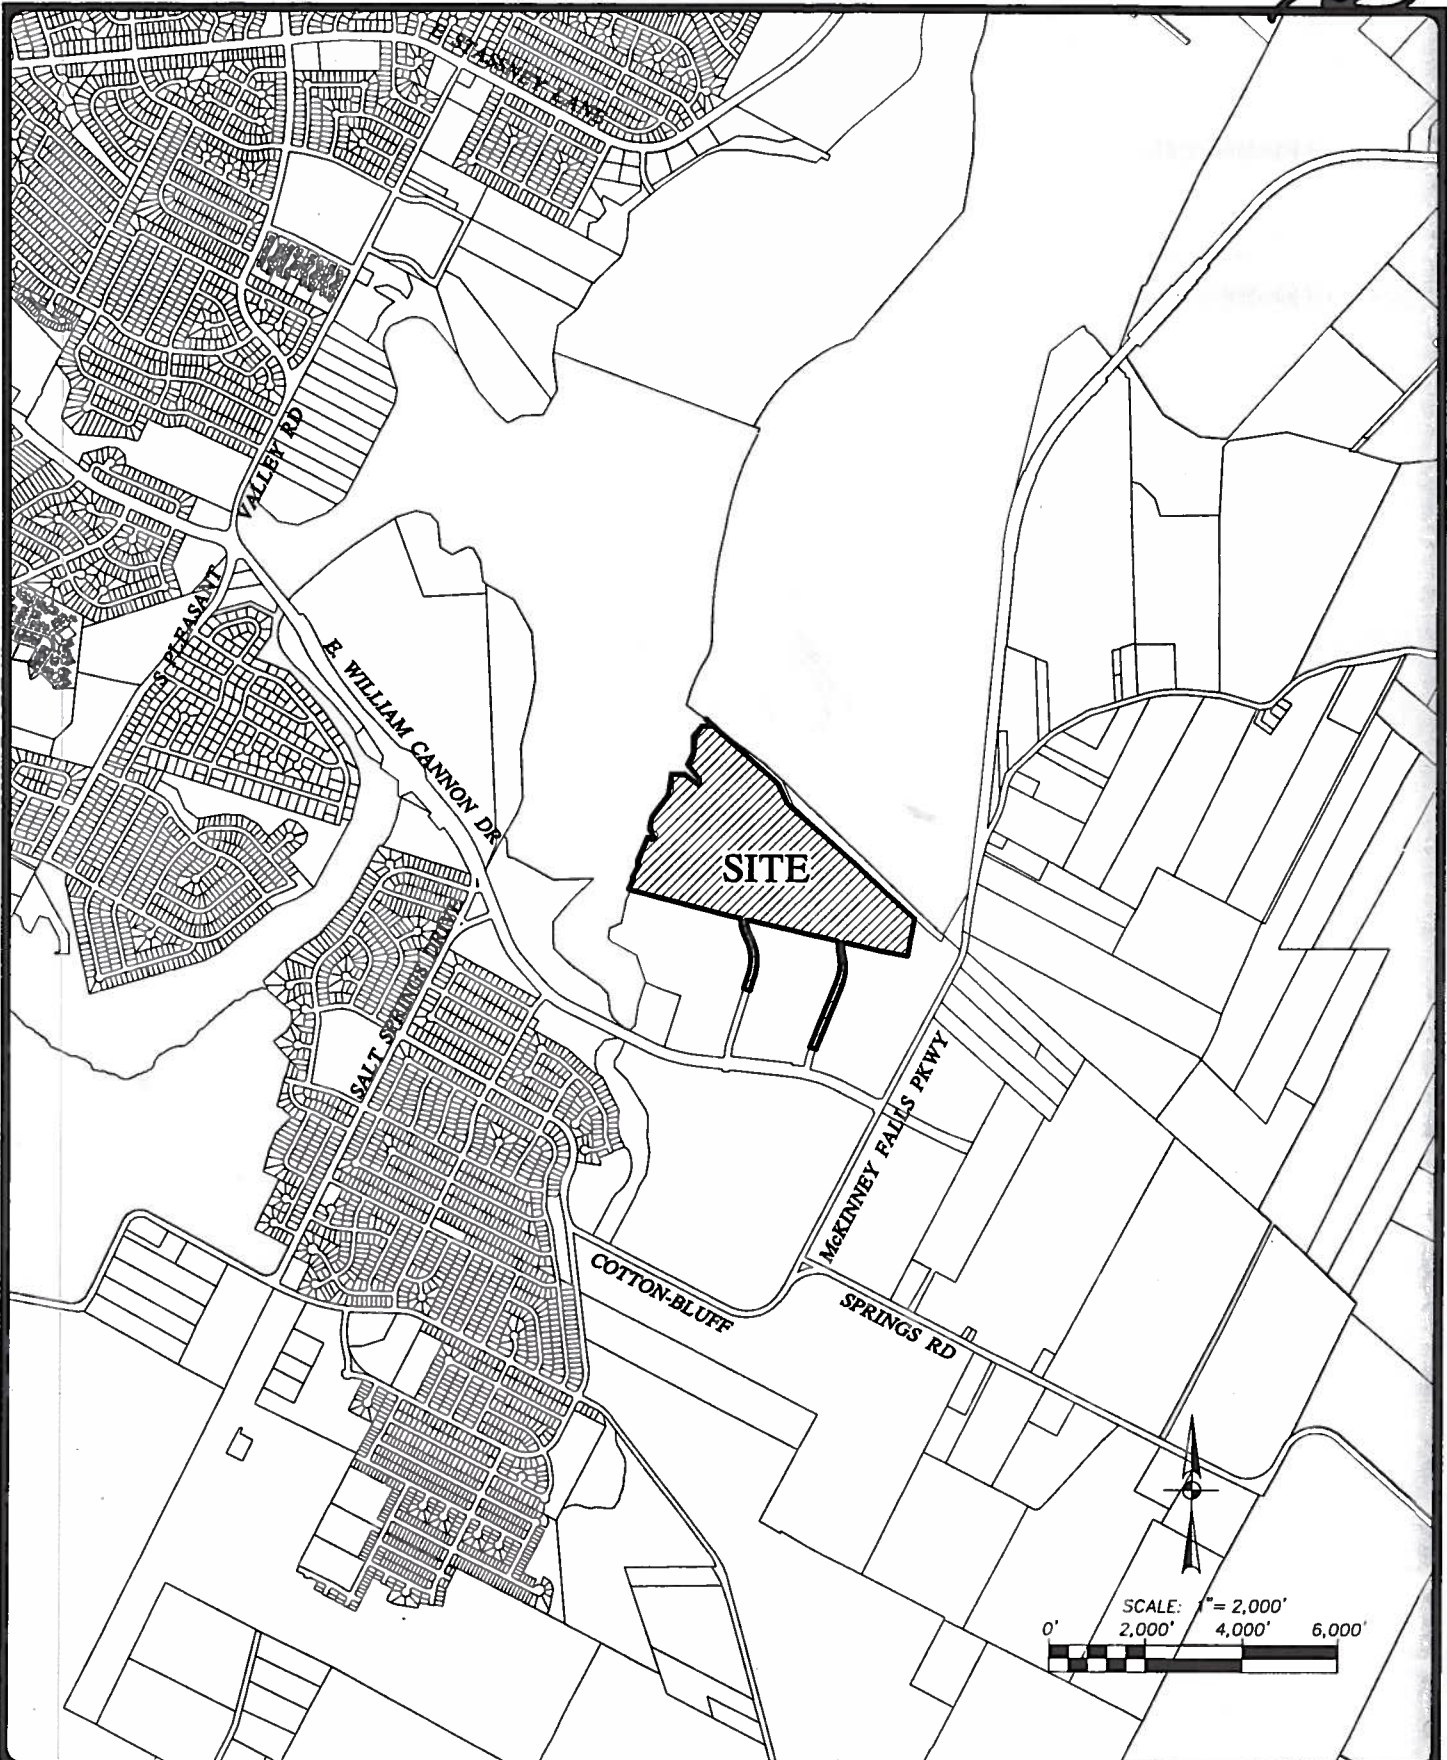 E STASSNEY LANE
VALLEY RD
S PLEASANT
E. WILLIAM CANNON DR
SITE
SALT SPRINGS DRIVE
McKINNEY FALLS PKWY
COTTON-BLUFF
SPRINGS RD
SCALE: 1"= 2,000'
0' 2,000' 4,000' 6,000'